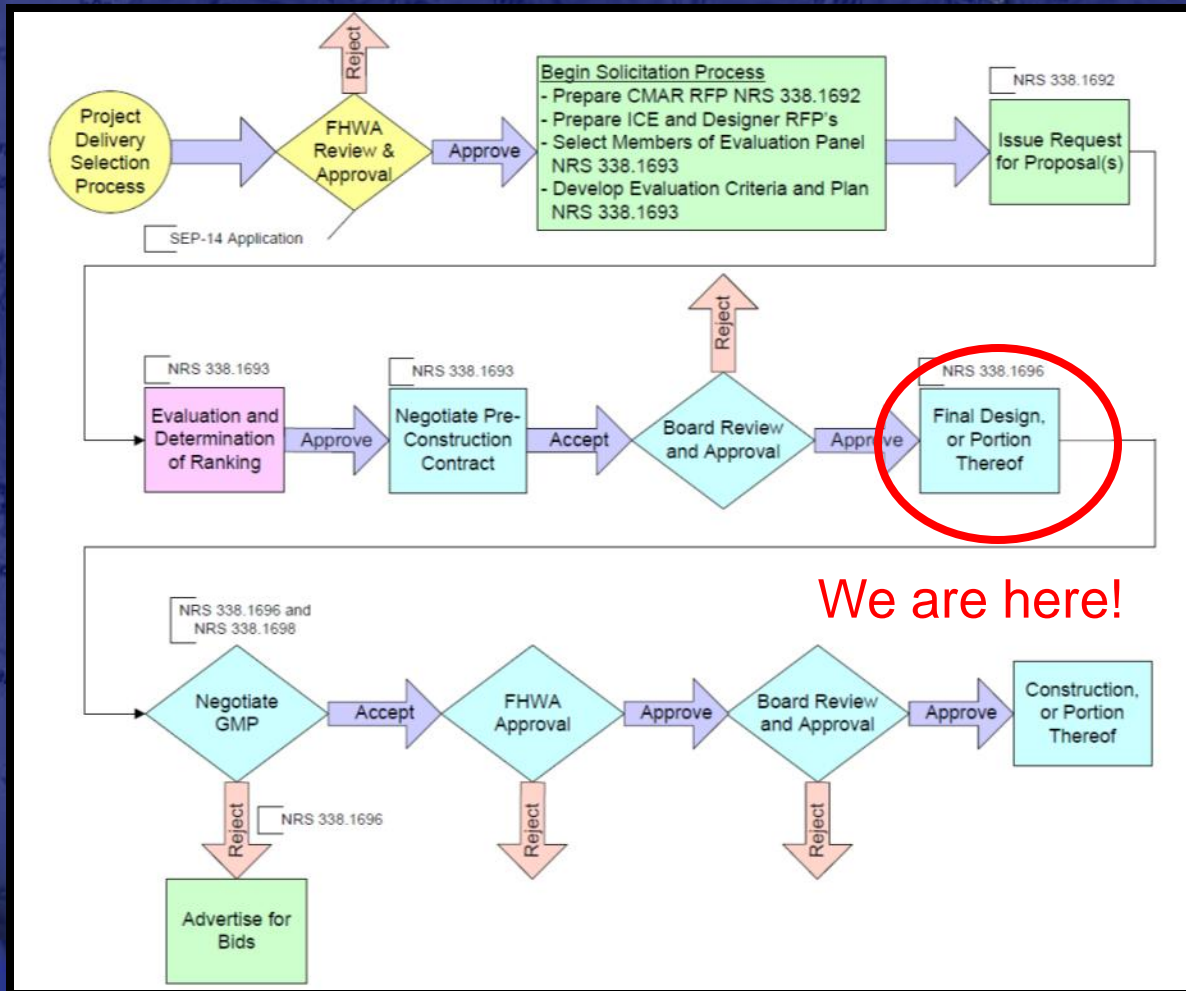 Reject
Project
Delivery
Selection
Process
FHWA
Review &
Approval
SEP-14 Application
Approve
Begin Solicitation Process
- Prepare CMAR RFP NRS 338.1692
- Prepare ICE and Designer RFP's
- Select Members of Evaluation Panel
NRS 338.1693
- Develop Evaluation Criteria and Plan
NRS 338.1693
NRS 338.1692
Issue Request
for Proposal(s)
NRS 338.1693
Evaluation and
Determination
of Ranking
Approve
NRS 338.1693
Negotiate Pre-
Construction
Contract
Accept
Reject
Board Review
and Approval
Approve
NRS 338.1696
Final Design,
or Portion
Thereof
We are here!
NRS 338.1696 and
NRS 338.1698
Negotiate
GMP
Accept
FHWA
Approval
Approve
Board Review
and Approval
Approve
Construction,
or Portion
Thereof
Reject
NRS 338.1696
Reject
Reject
Advertise for
Bids